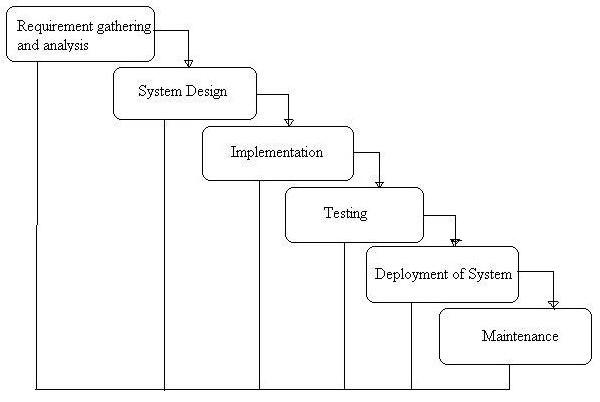 Requirement gathering
and analysis
System Design
Implementation
Testing
Deployment of System
Maintenance